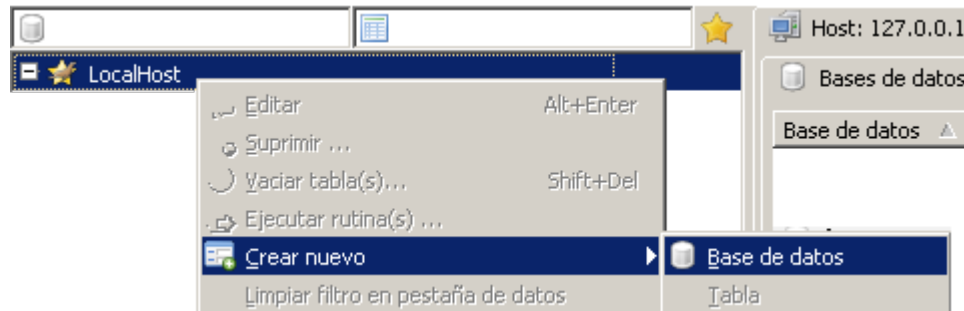 Host: 127.0.0.1
LocalHost
Bases de datos
Base de datos
Editar Alt+Enter
Suprimir ...
Vaciar tabla(s)... Shift+Del
Ejecutar rutina(s) ...
Crear nuevo
Base de datos
Limpiar filtro en pestaña de datos
Tabla